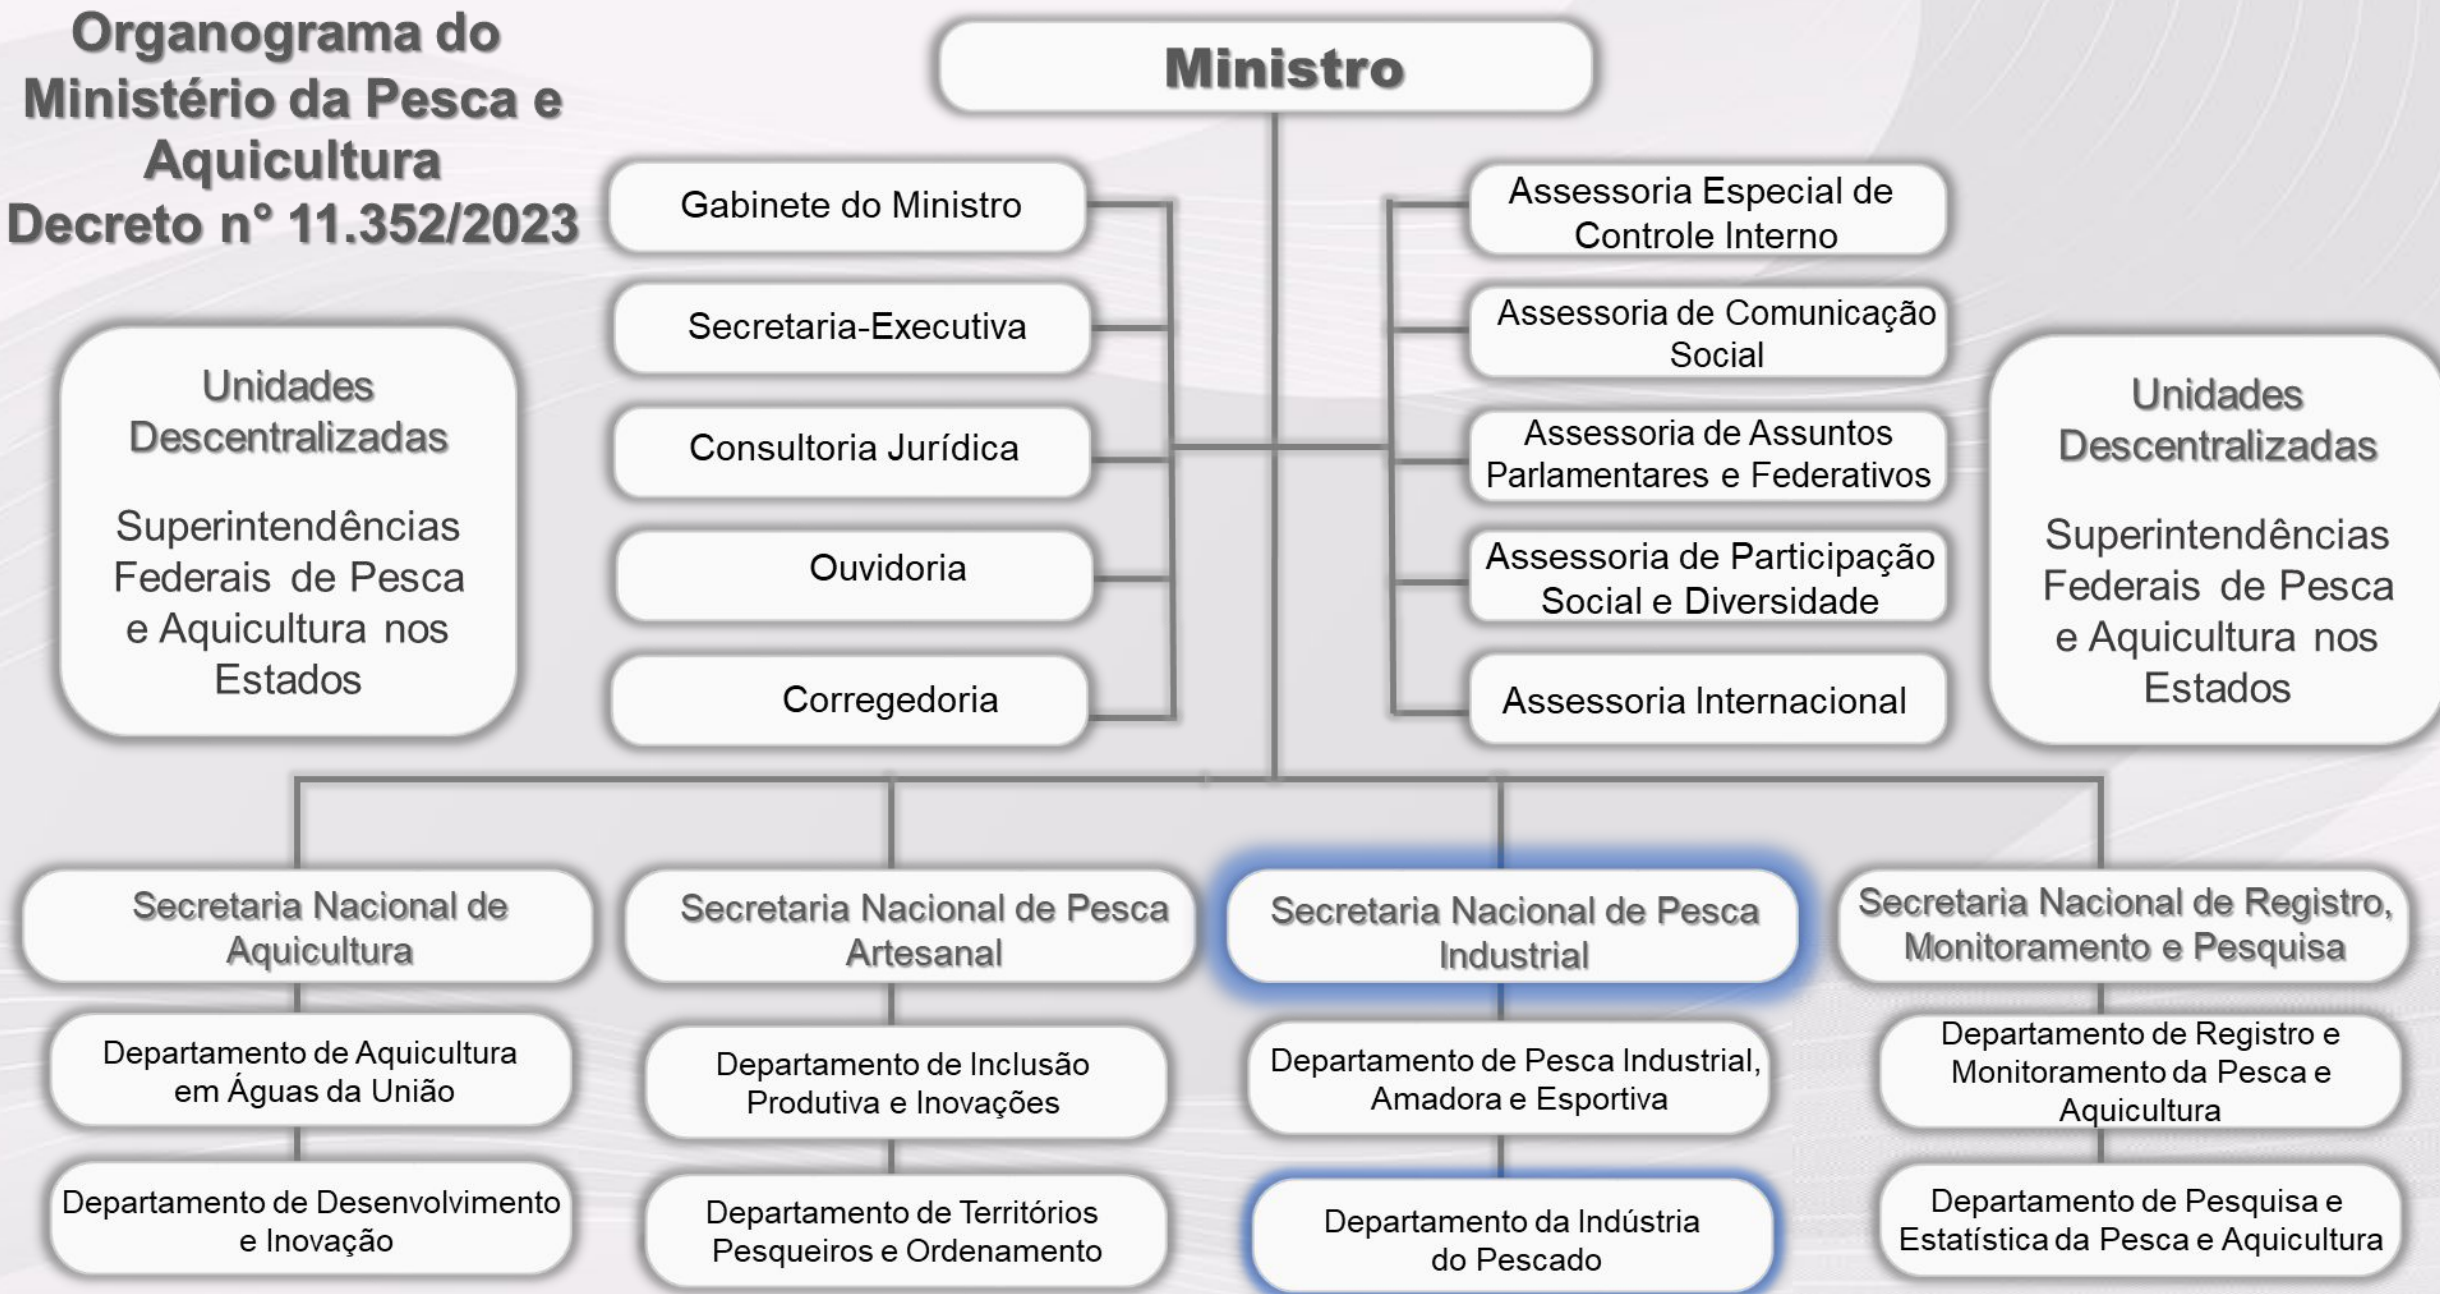 Organograma do
Ministério da Pesca e
Aquicultura
Decreto n° 11.352/2023
Ministro
Gabinete do Ministro
Secretaria-Executiva
Consultoria Jurídica
Ouvidoria
Corregedoria
Assessoria Especial de
Controle Interno
Assessoria de Comunicação
Social
Assessoria de Assuntos
Parlamentares e Federativos
Assessoria de Participação
Social e Diversidade
Assessoria Internacional
Unidades
Descentralizadas
Superintendências
Federais de Pesca
e Aquicultura nos
Estados
Unidades
Descentralizadas
Superintendências
Federais de Pesca
e Aquicultura nos
Estados
Secretaria Nacional de
Aquicultura
Departamento de Aquicultura
em Águas da União
Departamento de Desenvolvimento
e Inovação
Secretaria Nacional de Pesca
Artesanal
Departamento de Inclusão
Produtiva e Inovações
Departamento de Territórios
Pesqueiros e Ordenamento
Secretaria Nacional de Pesca
Industrial
Departamento de Pesca Industrial,
Amadora e Esportiva
Departamento da Indústria
do Pescado
Secretaria Nacional de Registro,
Monitoramento e Pesquisa
Departamento de Registro e
Monitoramento da Pesca e
Aquicultura
Departamento de Pesquisa e
Estatística da Pesca e Aquicultura